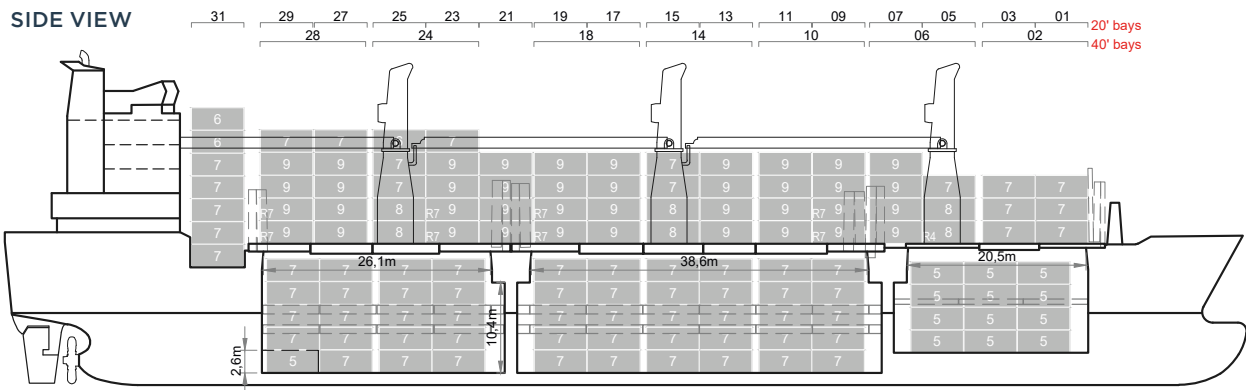 SIDE VIEW
31 29 27 25 23 21 19 17 15 13 11 09 07 05 03 01 20' bays
28 24 18 14 10 06 02 40' bays
6
6 7 7 6 7
7 9 9 7 9 9 9 9 7 9 9 9 9
7 9 9 7 9 9 9 9 7 9 9 9 9 7 7 7
7 R7 9 9 8 R7 9 9 R7 9 9 8 9 9 R7 9 9 8 7 7
7 R7 9 9 8 R7 9 9 R7 9 9 8 9 9 R7 9 9 R4 8 7 7
7
26,1m 38,6m 20,5m
7 7 7 7 7 7 7 7 7 7 5 5 5
7 7 7 7 7 7 7 7 7 7 5 5 5
7 7 7 7 7 7 7 7 7 7 5 5 5
10,4m
7 7 7 7 7 7 7 7 7 7 5 5 5
2,6m
5 7 7 7 7 7 7 7 7 7